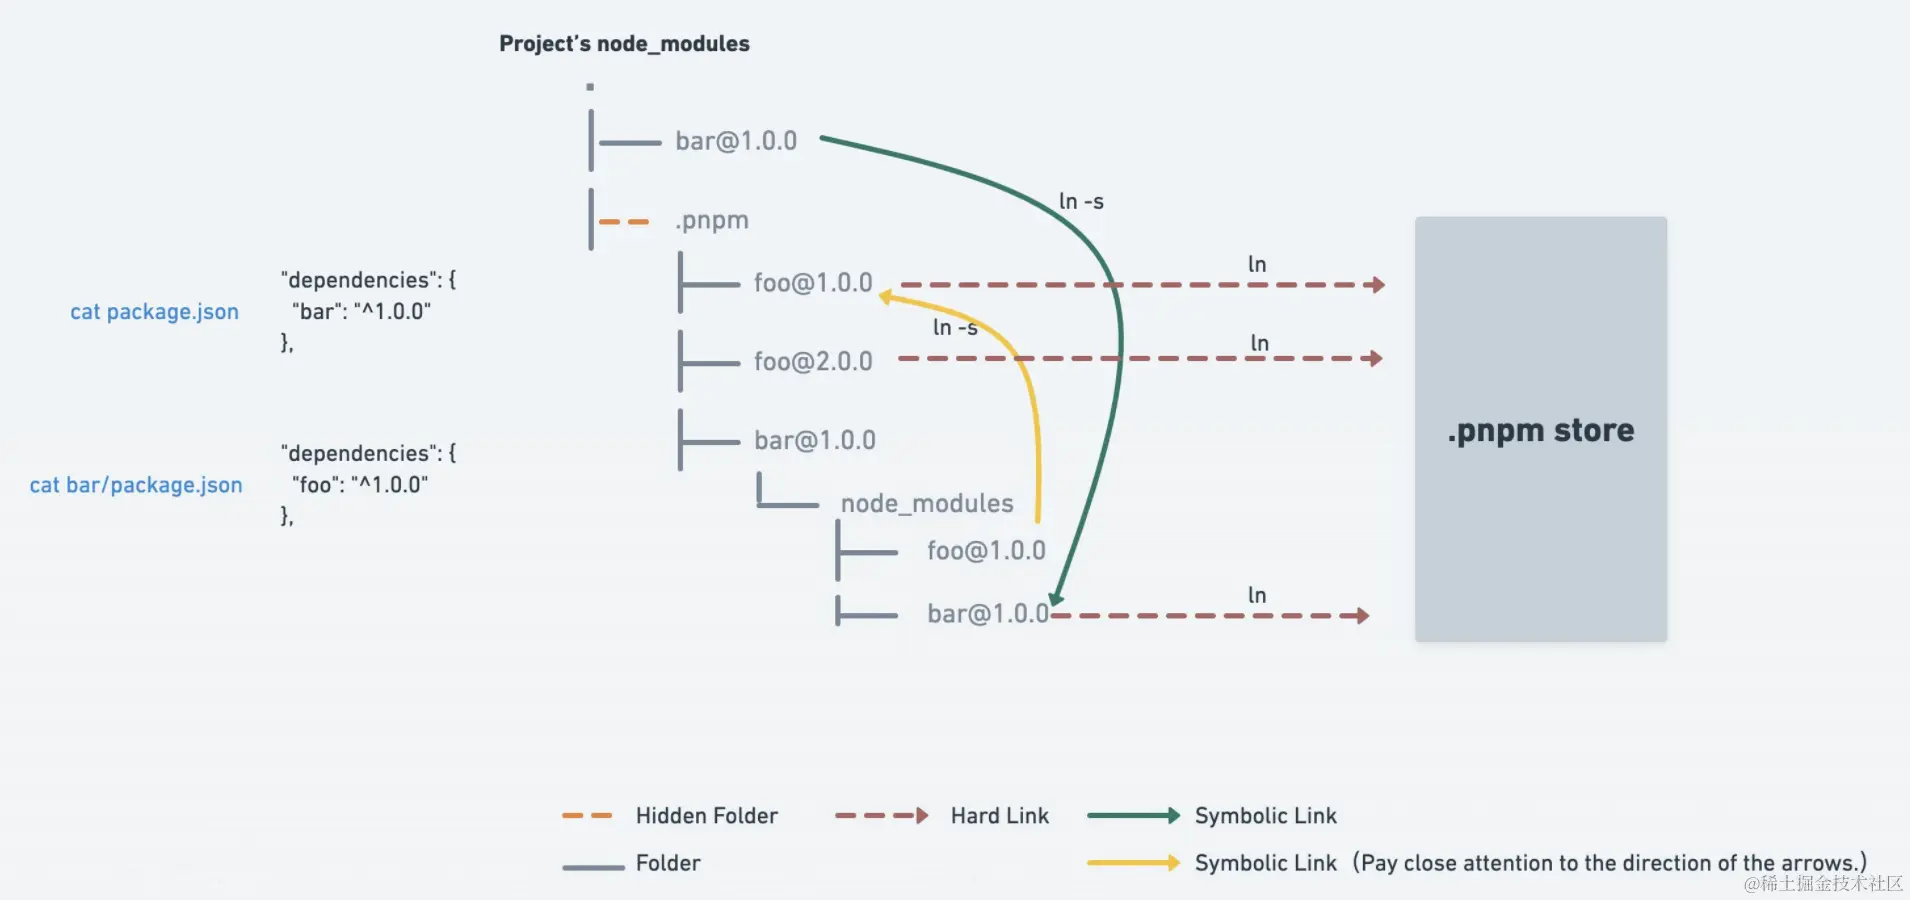 Project’s node_modules
bar@1.0.0
ln -s
.pnpm
ln
foo@1.0.0
"dependencies": {
cat package.json
"bar": "^1.0.0"
},
ln -s
ln
foo@2.0.0
.pnpm store
bar@1.0.0
"dependencies": {
cat bar/package.json
"foo": "^1.0.0"
},
node_modules
foo@1.0.0
ln
bar@1.0.0
Hidden Folder
Hard Link
Symbolic Link
Folder
Symbolic Link（Pay close attention to the direction of the arrows.）
@稀土掘金技术社区